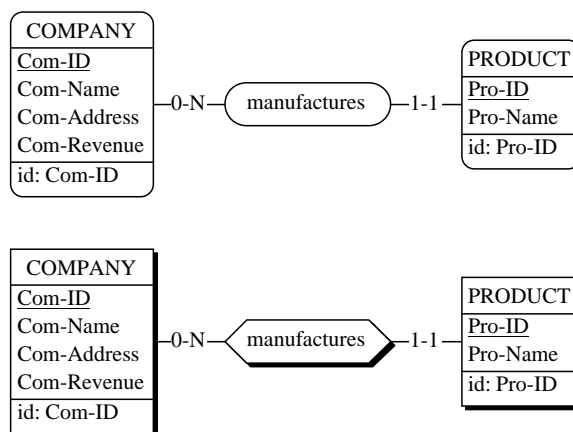 COMPANY
Com-ID
Com-Name
Com-Address
Com-Revenue
id: Com-ID
0-N
manufactures
1-1
PRODUCT
Pro-ID
Pro-Name
id: Pro-ID
COMPANY
Com-ID
Com-Name
Com-Address
Com-Revenue
id: Com-ID
0-N
manufactures
1-1
PRODUCT
Pro-ID
Pro-Name
id: Pro-ID